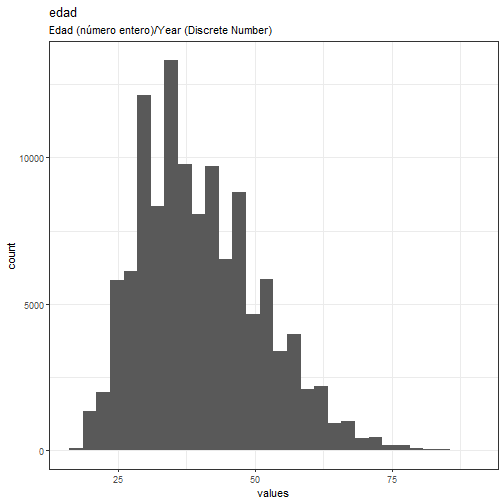 edad
Edad (número entero)/Year (Discrete Number)
10000
5000
0
count
25
50
75
values